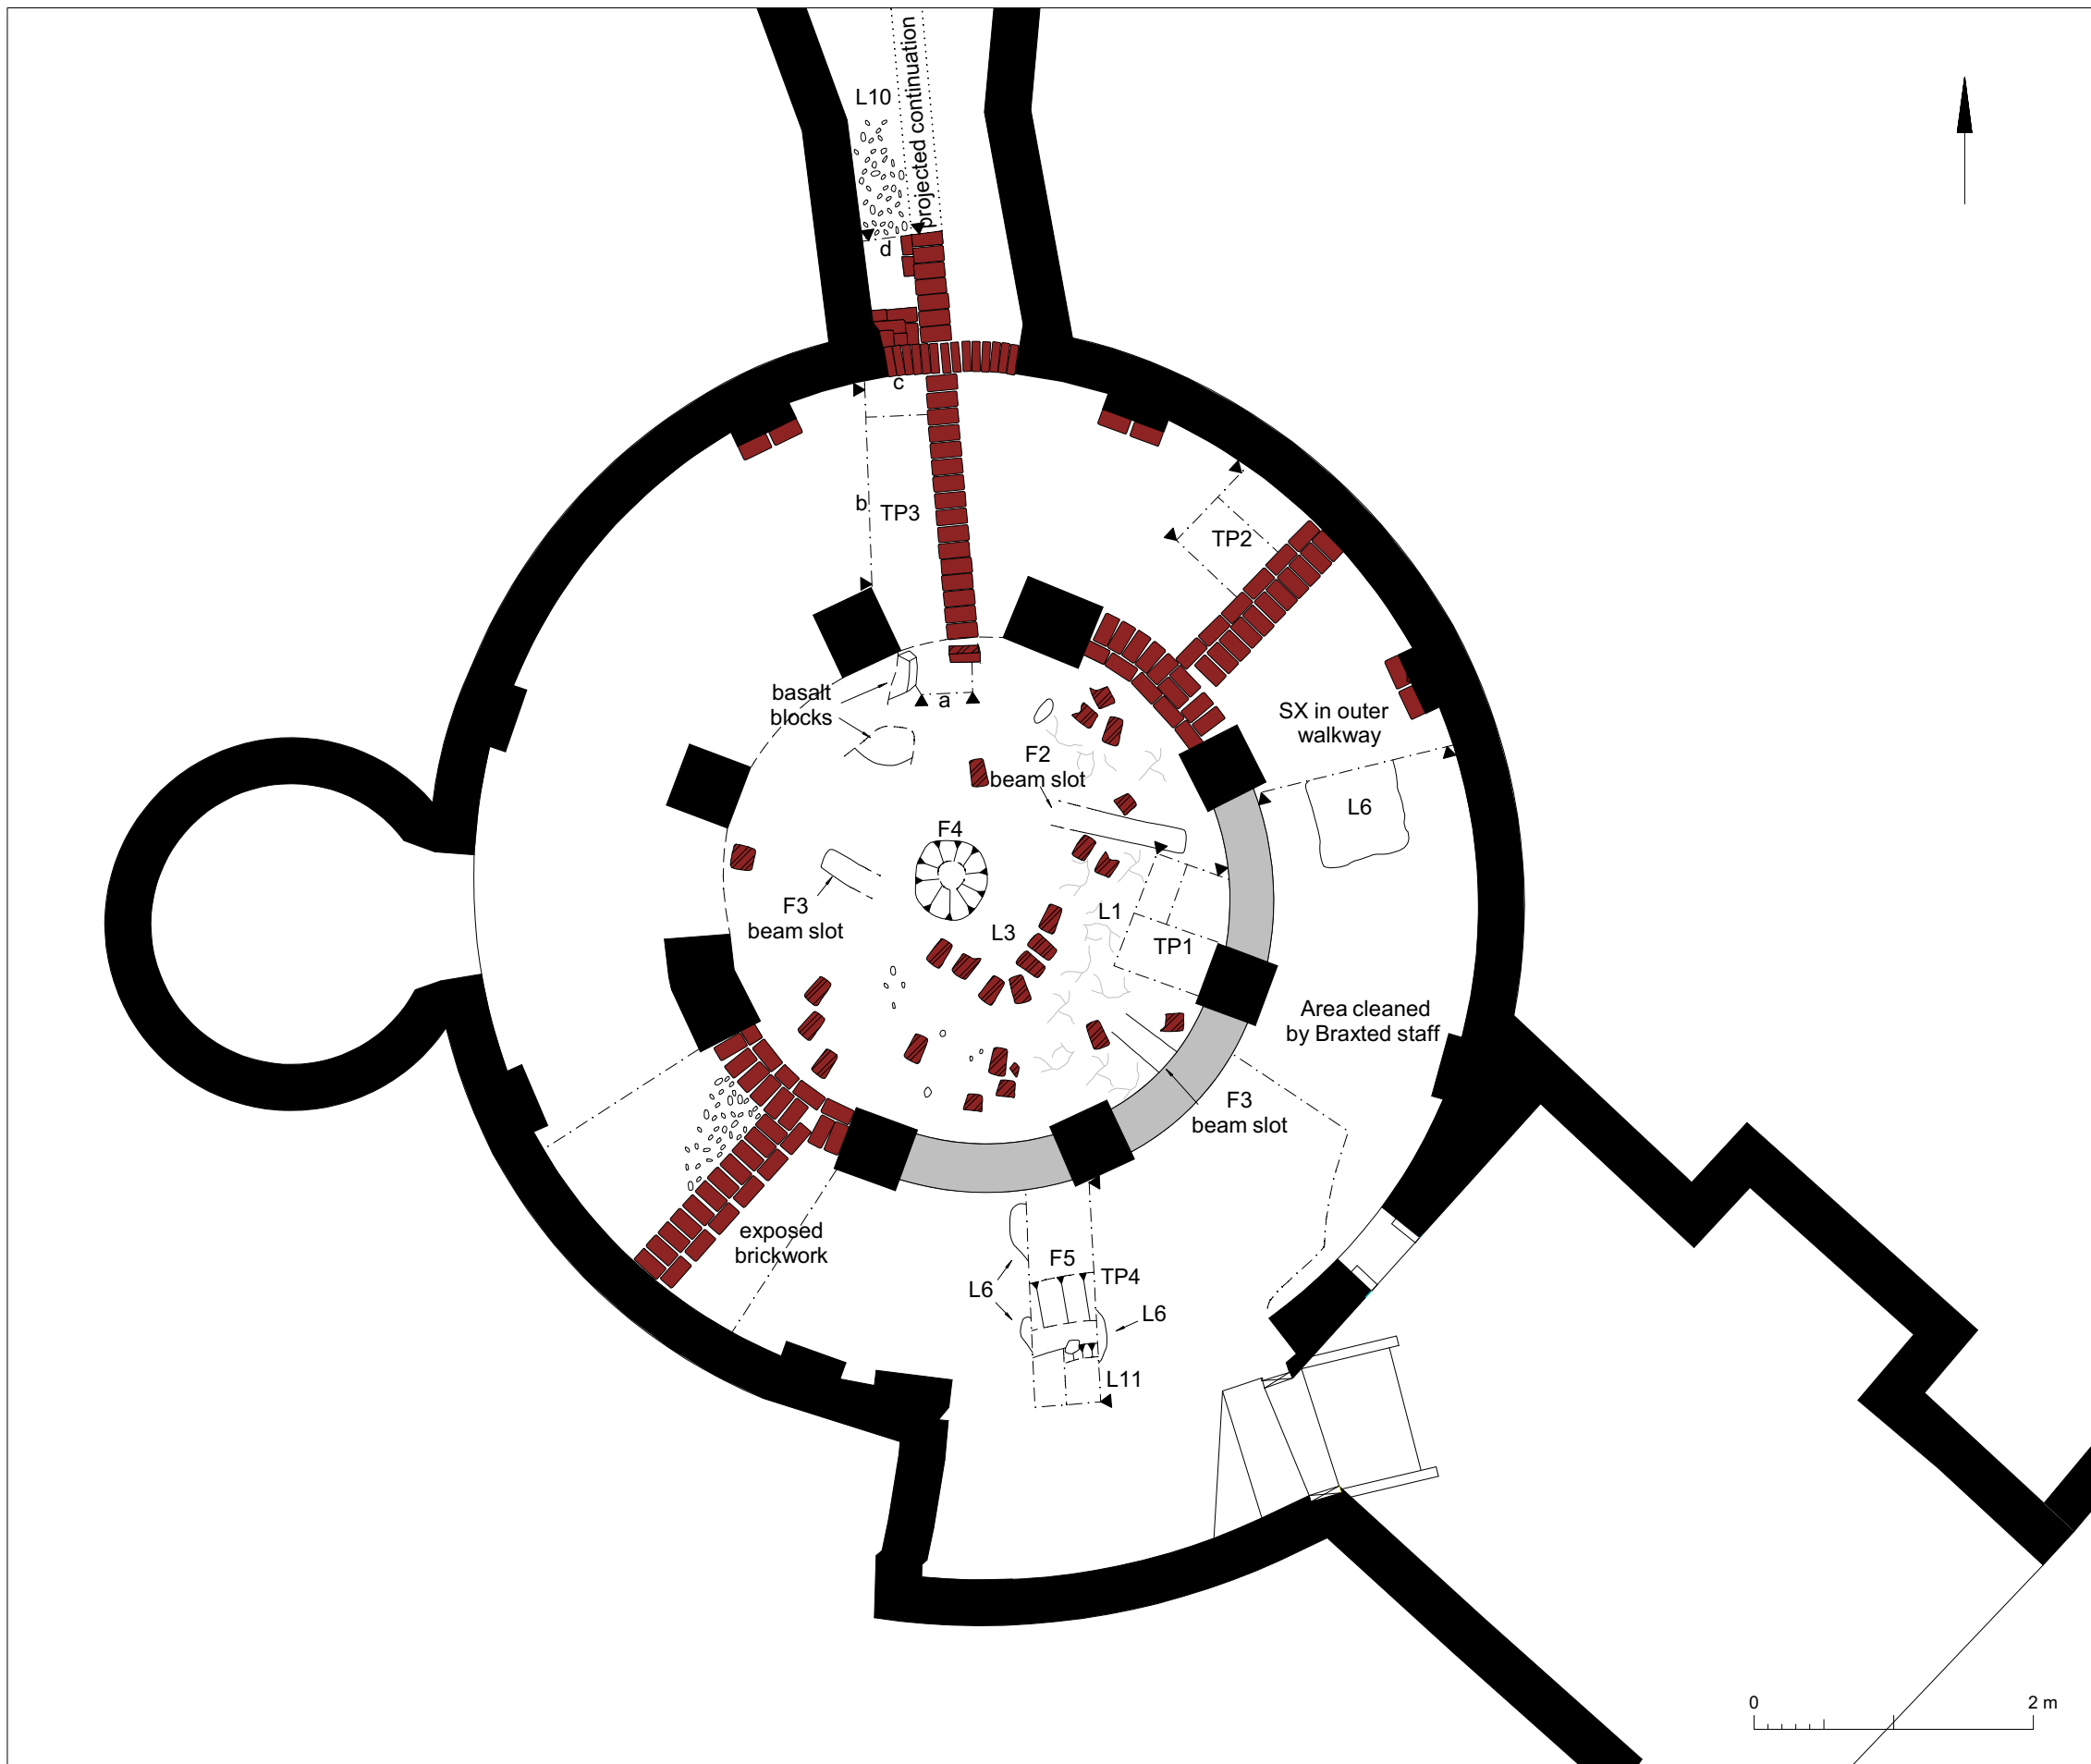 projected continuation
L10
d
c
b
TP3
TP2
basalt
blocks
a
SX in outer
walkway
F2
beam slot
L6
F4
F3
beam slot
L1
L3
TP1
Area cleaned
by Braxted staff
F3
beam slot
exposed
brickwork
F5
TP4
L6
L6
L11
0
2 m